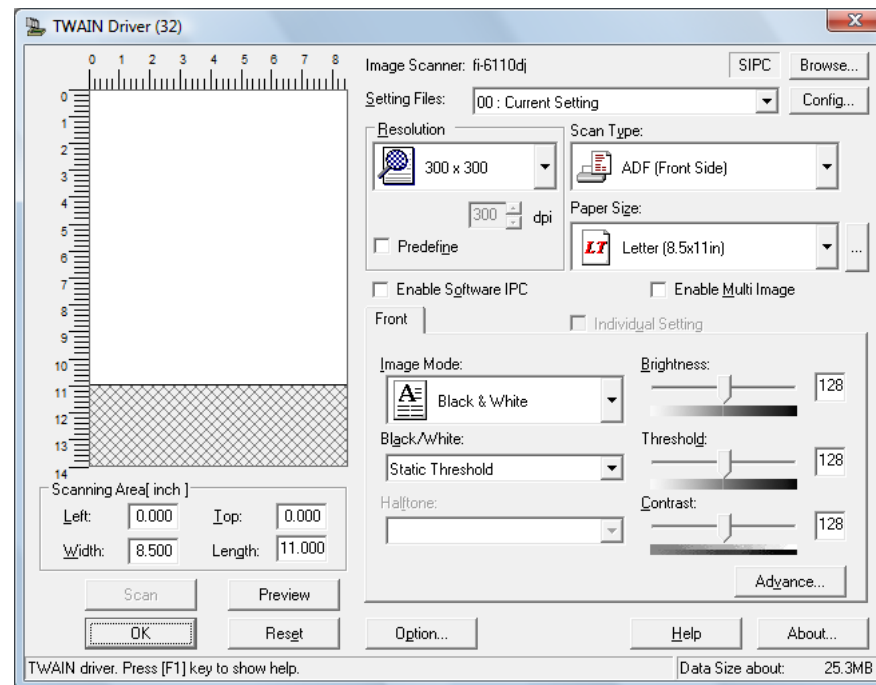 TWAIN Driver (32)
0 1 2 3 4 5 6 7 8
0
1
2
3
4
5
6
7
8
9
10
11
12
13
14
Image Scanner: fi-6110dj
SIPC
Browse...
Setting Files:
00 : Current Setting
Config...
Resolution
300 x 300
300 dpi
Predefine
Scan Type:
ADF (Front Side)
Paper Size:
LT Letter (8.5x11in)
...
Enable Software IPC
Enable Multi Image
Front
Individual Setting
Image Mode:
A Black & White
Black/White:
Static Threshold
Halftone:
Brightness:
128
Threshold:
128
Contrast:
128
Advance...
Scanning Area[ inch ]
Left: 0.000 Top: 0.000
Width: 8.500 Length: 11.000
Scan
Preview
OK
Reset
Option...
Help
About...
TWAIN driver. Press [F1] key to show help.
Data Size about: 25.3MB